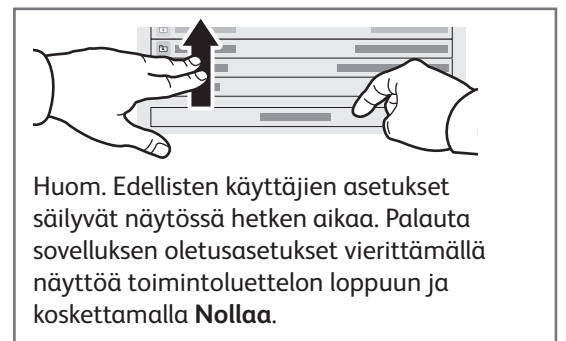 Huom. Edellisten käyttäjien asetukset
säilyvät näytössä hetken aikaa. Palauta
sovelluksen oletusasetukset vierittämällä
näyttöä toimintoluettelon loppuun ja
koskettamalla Nollaa.